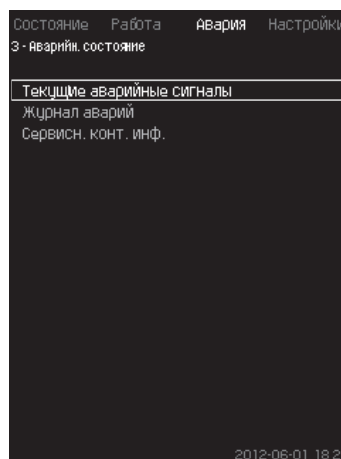 Состояние Работа Авария Настройки
3 - Аварийн. состояние
Текущие аварийные сигналы
Журнал аварий
Сервисн. конт. инф.
2012-06-01 18:2